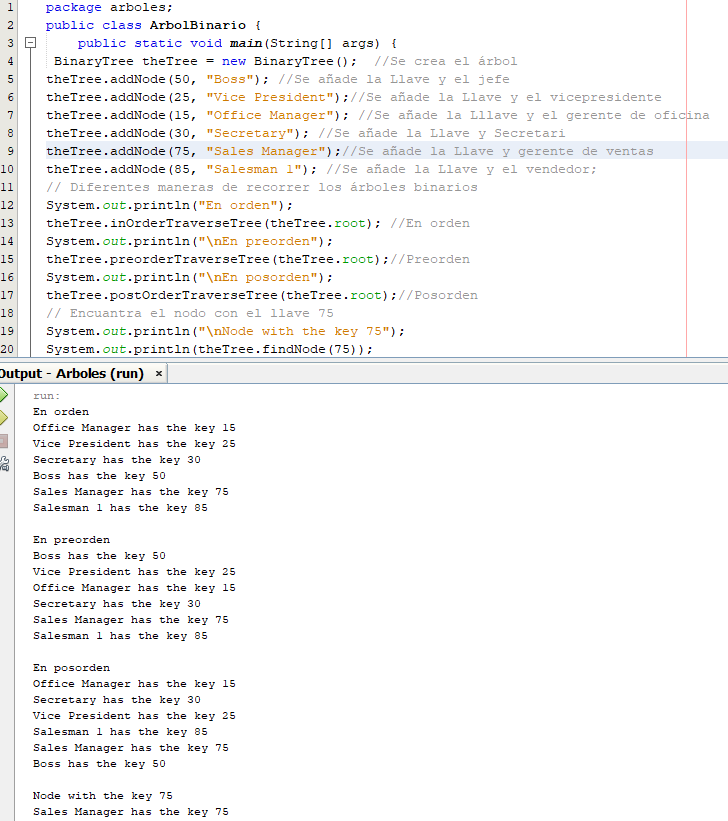 1 package arboles;
2 public class ArbolBinario {
3 public static void main(String[] args) {
4 BinaryTree theTree = new BinaryTree(); //Se crea el árbol
5 theTree.addNode(50, "Boss"); //Se añade la Llave y el jefe
6 theTree.addNode(25, "Vice President");//Se añade la Llave y el vicepresidente
7 theTree.addNode(15, "Office Manager"); //Se añade la Lllave y el gerente de oficina
8 theTree.addNode(30, "Secretary"); //Se añade la Llave y Secretari
9 theTree.addNode(75, "Sales Manager");//Se añade la Llave y gerente de ventas
10 theTree.addNode(85, "Salesman 1"); //Se añade la Llave y el vendedor;
11 // Diferentes maneras de recorrer los árboles binarios
12 System.out.println("En orden");
13 theTree.inOrderTraverseTree(theTree.root); //En orden
14 System.out.println("\nEn preorden");
15 theTree.preorderTraverseTree(theTree.root);//Preorden
16 System.out.println("\nEn posorden");
17 theTree.postOrderTraverseTree(theTree.root);//Posorden
18 // Encuantra el nodo con el llave 75
19 System.out.println("\nNode with the key 75");
20 System.out.println(theTree.findNode(75));
Output - Arboles (run) ×
run:
En orden
Office Manager has the key 15
Vice President has the key 25
Secretary has the key 30
Boss has the key 50
Sales Manager has the key 75
Salesman 1 has the key 85
En preorden
Boss has the key 50
Vice President has the key 25
Office Manager has the key 15
Secretary has the key 30
Sales Manager has the key 75
Salesman 1 has the key 85
En posorden
Office Manager has the key 15
Secretary has the key 30
Vice President has the key 25
Salesman 1 has the key 85
Sales Manager has the key 75
Boss has the key 50
Node with the key 75
Sales Manager has the key 75